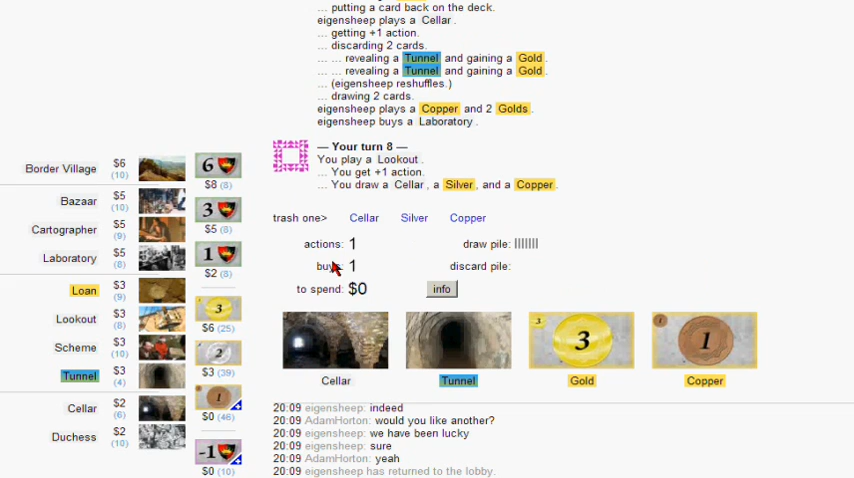 ... putting a card back on the deck.
eigensheep plays a Cellar.
... getting +1 action.
... discarding 2 cards.
... ... revealing a Tunnel and gaining a Gold.
... ... revealing a Tunnel and gaining a Gold.
... (eigensheep reshuffles.)
... drawing 2 cards.
eigensheep plays a Copper and 2 Golds.
eigensheep buys a Laboratory.
— Your turn 8 —
You play a Lookout.
... You get +1 action.
... You draw a Cellar, a Silver, and a Copper.
trash one> Cellar Silver Copper
actions: 1 draw pile: |||||||
buys: 1 discard pile:
to spend: $0 info
3 1
Cellar Tunnel Gold Copper
20:09 eigensheep: indeed
20:09 AdamHorton: would you like another?
20:09 eigensheep: we have been lucky
20:09 eigensheep: sure
20:09 AdamHorton: yeah
20:09 eigensheep has returned to the lobby.
Border Village $6 (10)
Bazaar $5 (10)
Cartographer $5 (9)
Laboratory $5 (8)
Loan $3 (9)
Lookout $3 (8)
Scheme $3 (10)
Tunnel $3 (4)
Cellar $2 (6)
Duchess $2 (10)
6
$8 (8)
3
$5 (8)
1
$2 (8)
3
$6 (25)
2
$3 (39)
1
$0 (46)
-1
$0 (10)